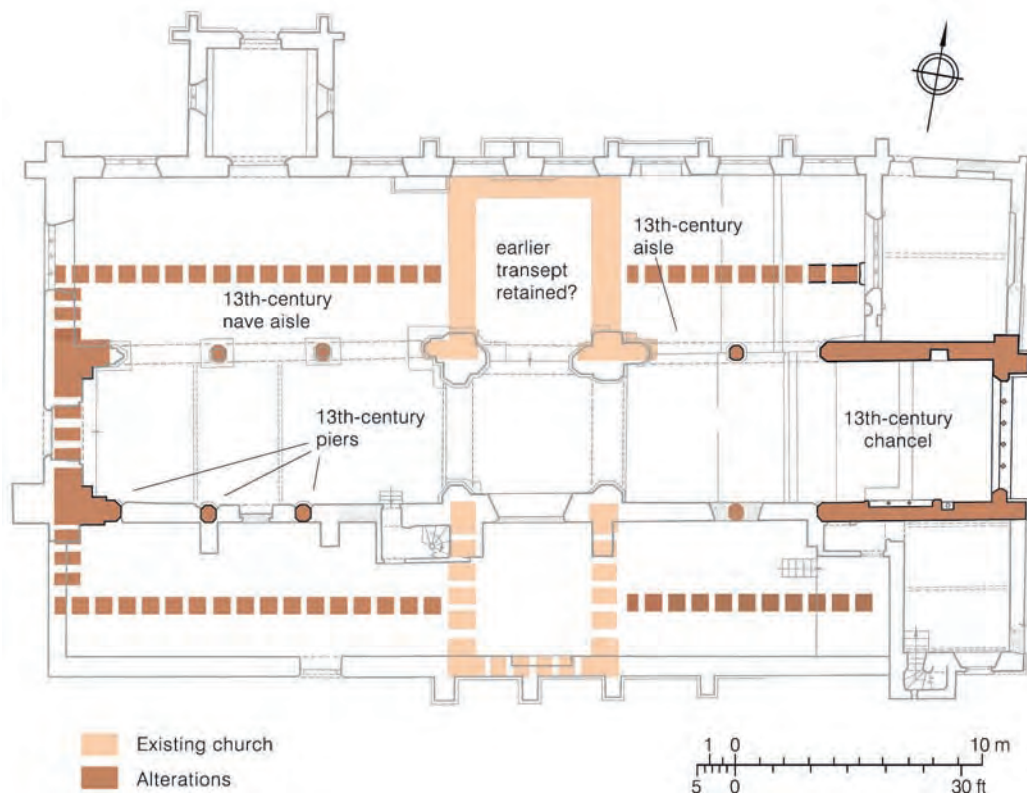 earlier
transept
retained?
13th-century
aisle
13th-century
nave aisle
13th-century
piers
13th-century
chancel
Existing church
Alterations
1 0 10 m
5 0 30 ft